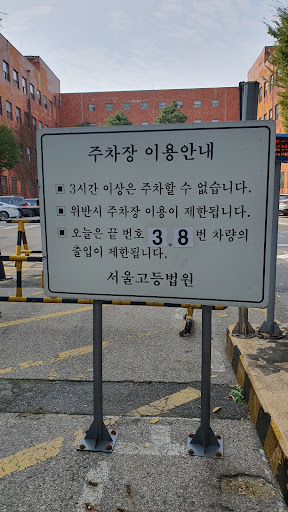 주차장 이용안내
▣ 3시간 이상은 주차할 수 없습니다.
▣ 위반시 주차장 이용이 제한됩니다.
▣ 오늘은 끝 번호 3.8 번 차량의
출입이 제한됩니다.
서울고등법원